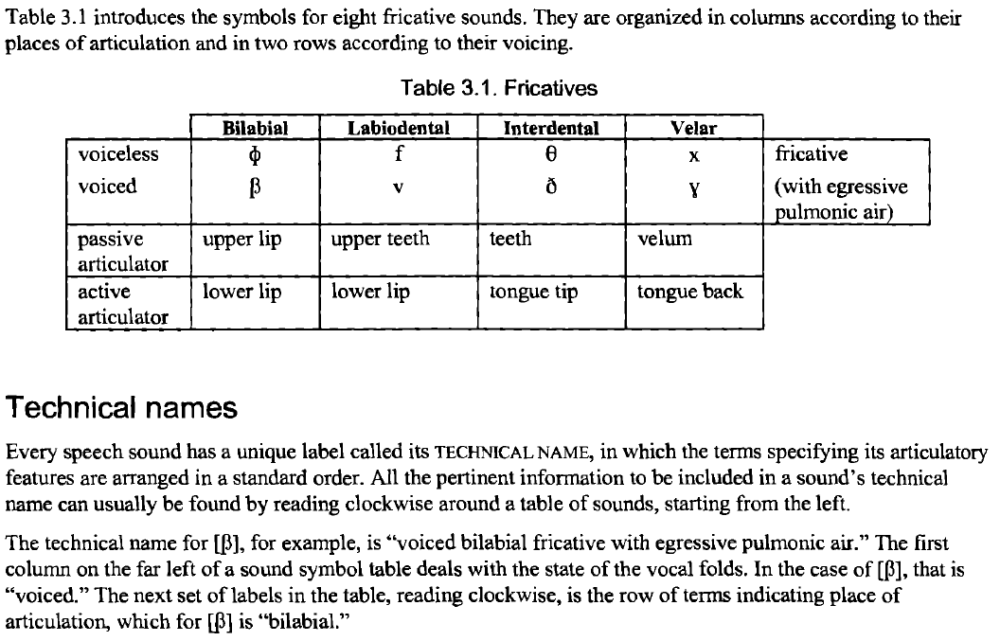 Table 3.1 introduces the symbols for eight fricative sounds. They are organized in columns according to their
places of articulation and in two rows according to their voicing.
Table 3.1. Fricatives
Bilabial Labiodental Interdental Velar
voiceless ɸ f θ x fricative
voiced β v ð ɣ (with egressive
pulmonic air)
passive upper lip upper teeth teeth velum
articulator
active lower lip lower lip tongue tip tongue back
articulator
Technical names
Every speech sound has a unique label called its TECHNICAL NAME, in which the terms specifying its articulatory
features are arranged in a standard order. All the pertinent information to be included in a sound's technical
name can usually be found by reading clockwise around a table of sounds, starting from the left.
The technical name for [β], for example, is “voiced bilabial fricative with egressive pulmonic air.” The first
column on the far left of a sound symbol table deals with the state of the vocal folds. In the case of [β], that is
“voiced.” The next set of labels in the table, reading clockwise, is the row of terms indicating place of
articulation, which for [β] is “bilabial.”